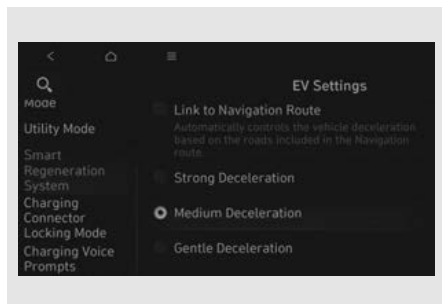 EV Settings
Mode
Utility Mode
Smart
Regeneration
System
Charging
Connector
Locking Mode
Charging Voice
Prompts
Link to Navigation Route
Automatically controls the vehicle deceleration
based on the roads included in the Navigation
route.
Strong Deceleration
Medium Deceleration
Gentle Deceleration